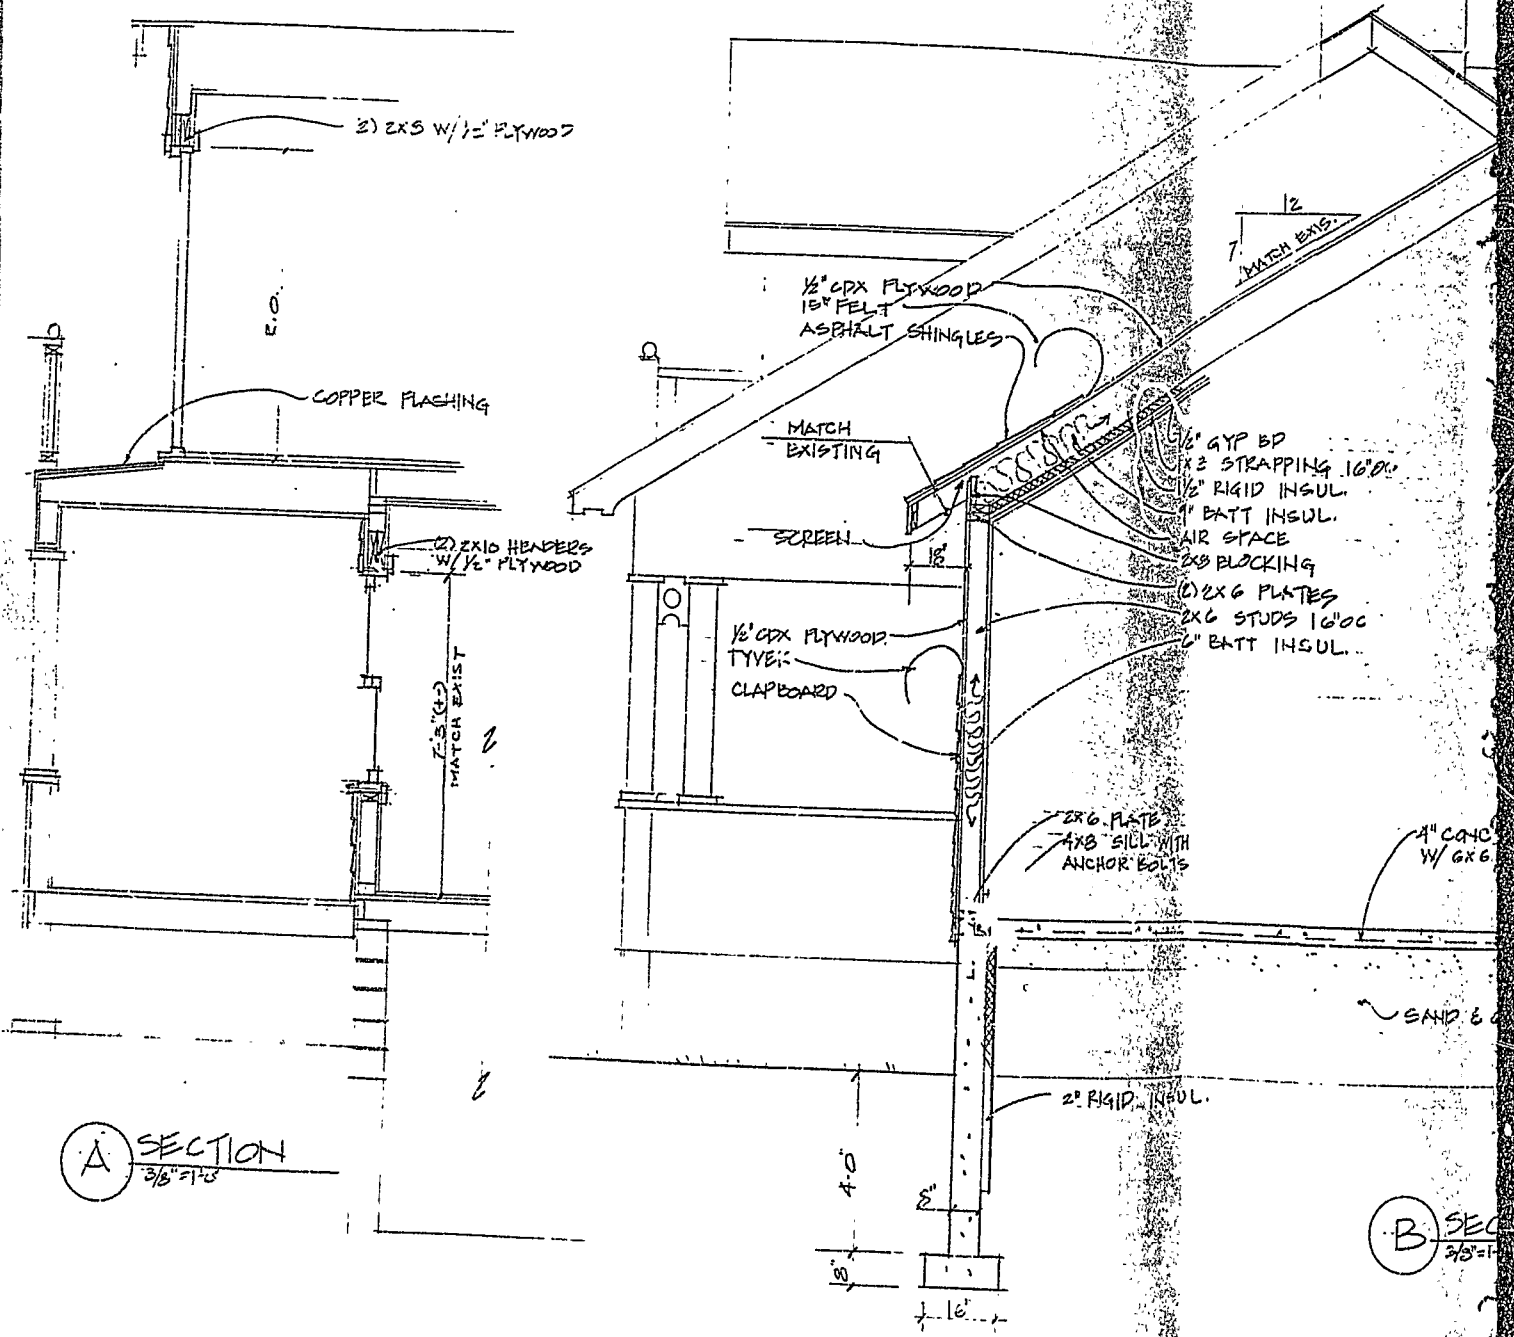 2) 2X8 W/ ½" PLYWOOD
R.O.
COPPER FLASHING
(2) 2X10 HEADERS
W/ ½" PLYWOOD
7'-3"(+)
MATCH EXIST
A SECTION
3/8"=1'-0"
12
7
MATCH EXIS.
½" CDX PLYWOOD
15# FELT
ASPHALT SHINGLES
MATCH
EXISTING
SCREEN
18"
½" GYP BD
X3 STRAPPING 16"OC
½" RIGID INSUL.
9" BATT INSUL.
AIR SPACE
2X8 BLOCKING
(2) 2X6 PLATES
2X6 STUDS 16"OC
6" BATT INSUL.
½" CDX PLYWOOD
TYVEK
CLAPBOARD
2X6 PLATE
4X8 SILL WITH
ANCHOR BOLTS
4" CONC
W/ 6X6
SAND &
2" RIGID INSUL.
4'-0"
8"
8"
16"
B SEC
3/8"=1'-